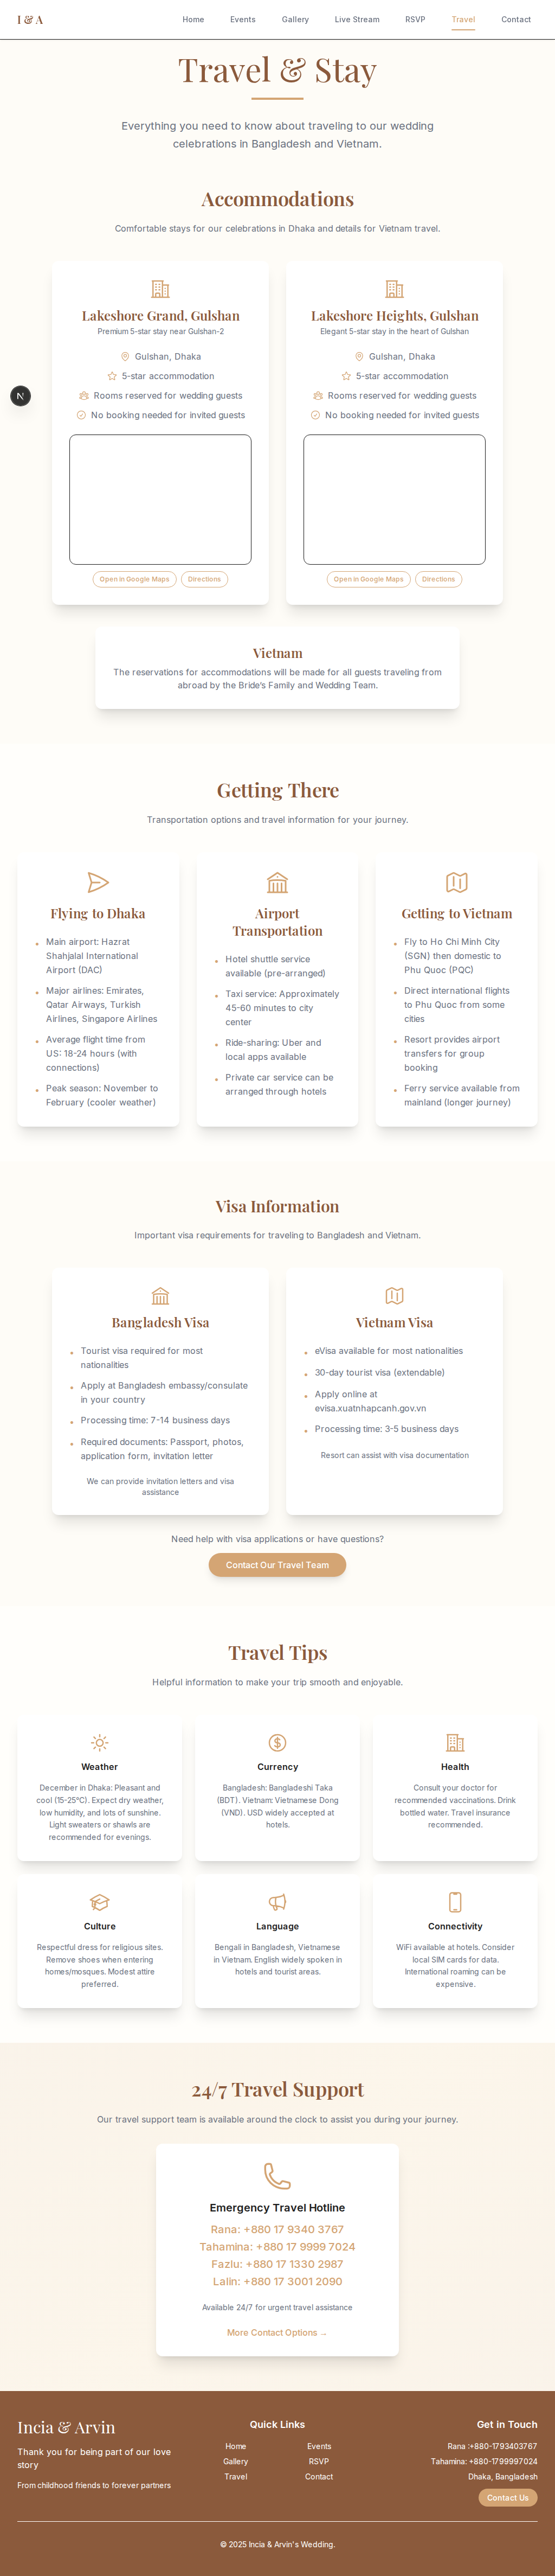 I & A
Home Events Gallery Live Stream RSVP Travel Contact
Travel & Stay
Everything you need to know about traveling to our wedding
celebrations in Bangladesh and Vietnam.
Accommodations
Comfortable stays for our celebrations in Dhaka and details for Vietnam travel.
Lakeshore Grand, Gulshan
Premium 5-star stay near Gulshan-2
Gulshan, Dhaka
5-star accommodation
Rooms reserved for wedding guests
No booking needed for invited guests
Open in Google Maps Directions
Lakeshore Heights, Gulshan
Elegant 5-star stay in the heart of Gulshan
Gulshan, Dhaka
5-star accommodation
Rooms reserved for wedding guests
No booking needed for invited guests
Open in Google Maps Directions
N
Vietnam
The reservations for accommodations will be made for all guests traveling from
abroad by the Bride's Family and Wedding Team.
Getting There
Transportation options and travel information for your journey.
Flying to Dhaka
• Main airport: Hazrat
Shahjalal International
Airport (DAC)
• Major airlines: Emirates,
Qatar Airways, Turkish
Airlines, Singapore Airlines
• Average flight time from
US: 18-24 hours (with
connections)
• Peak season: November to
February (cooler weather)
Airport
Transportation
• Hotel shuttle service
available (pre-arranged)
• Taxi service: Approximately
45-60 minutes to city
center
• Ride-sharing: Uber and
local apps available
• Private car service can be
arranged through hotels
Getting to Vietnam
• Fly to Ho Chi Minh City
(SGN) then domestic to
Phu Quoc (PQC)
• Direct international flights
to Phu Quoc from some
cities
• Resort provides airport
transfers for group
booking
• Ferry service available from
mainland (longer journey)
Visa Information
Important visa requirements for traveling to Bangladesh and Vietnam.
Bangladesh Visa
• Tourist visa required for most
nationalities
• Apply at Bangladesh embassy/consulate
in your country
• Processing time: 7-14 business days
• Required documents: Passport, photos,
application form, invitation letter
We can provide invitation letters and visa
assistance
Vietnam Visa
• eVisa available for most nationalities
• 30-day tourist visa (extendable)
• Apply online at
evisa.xuatnhapcanh.gov.vn
• Processing time: 3-5 business days
Resort can assist with visa documentation
Need help with visa applications or have questions?
Contact Our Travel Team
Travel Tips
Helpful information to make your trip smooth and enjoyable.
Weather
December in Dhaka: Pleasant and
cool (15-25°C). Expect dry weather,
low humidity, and lots of sunshine.
Light sweaters or shawls are
recommended for evenings.
Currency
Bangladesh: Bangladeshi Taka
(BDT). Vietnam: Vietnamese Dong
(VND). USD widely accepted at
hotels.
Health
Consult your doctor for
recommended vaccinations. Drink
bottled water. Travel insurance
recommended.
Culture
Respectful dress for religious sites.
Remove shoes when entering
homes/mosques. Modest attire
preferred.
Language
Bengali in Bangladesh, Vietnamese
in Vietnam. English widely spoken in
hotels and tourist areas.
Connectivity
WiFi available at hotels. Consider
local SIM cards for data.
International roaming can be
expensive.
24/7 Travel Support
Our travel support team is available around the clock to assist you during your journey.
Emergency Travel Hotline
Rana: +880 17 9340 3767
Tahamina: +880 17 9999 7024
Fazlu: +880 17 1330 2987
Lalin: +880 17 3001 2090
Available 24/7 for urgent travel assistance
More Contact Options →
Incia & Arvin
Thank you for being part of our love
story
From childhood friends to forever partners
Quick Links
Home Events
Gallery RSVP
Travel Contact
Get in Touch
Rana :+880-1793403767
Tahamina: +880-1799997024
Dhaka, Bangladesh
Contact Us
© 2025 Incia & Arvin's Wedding.